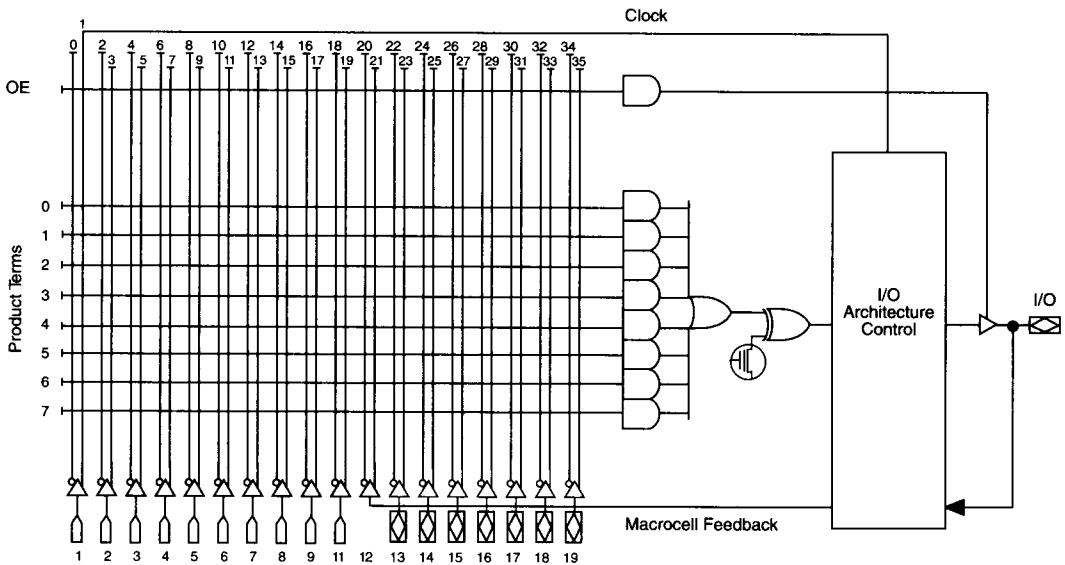 Clock
1
0 2 4 6 8 10 12 14 16 18 20 22 24 26 28 30 32 34
3 5 7 9 11 13 15 17 19 21 23 25 27 29 31 33 35
OE
Product Terms
0
1
2
3
4
5
6
7
I/O
Architecture
Control
I/O
Macrocell Feedback
1 2 3 4 5 6 7 8 9 11 12 13 14 15 16 17 18 19